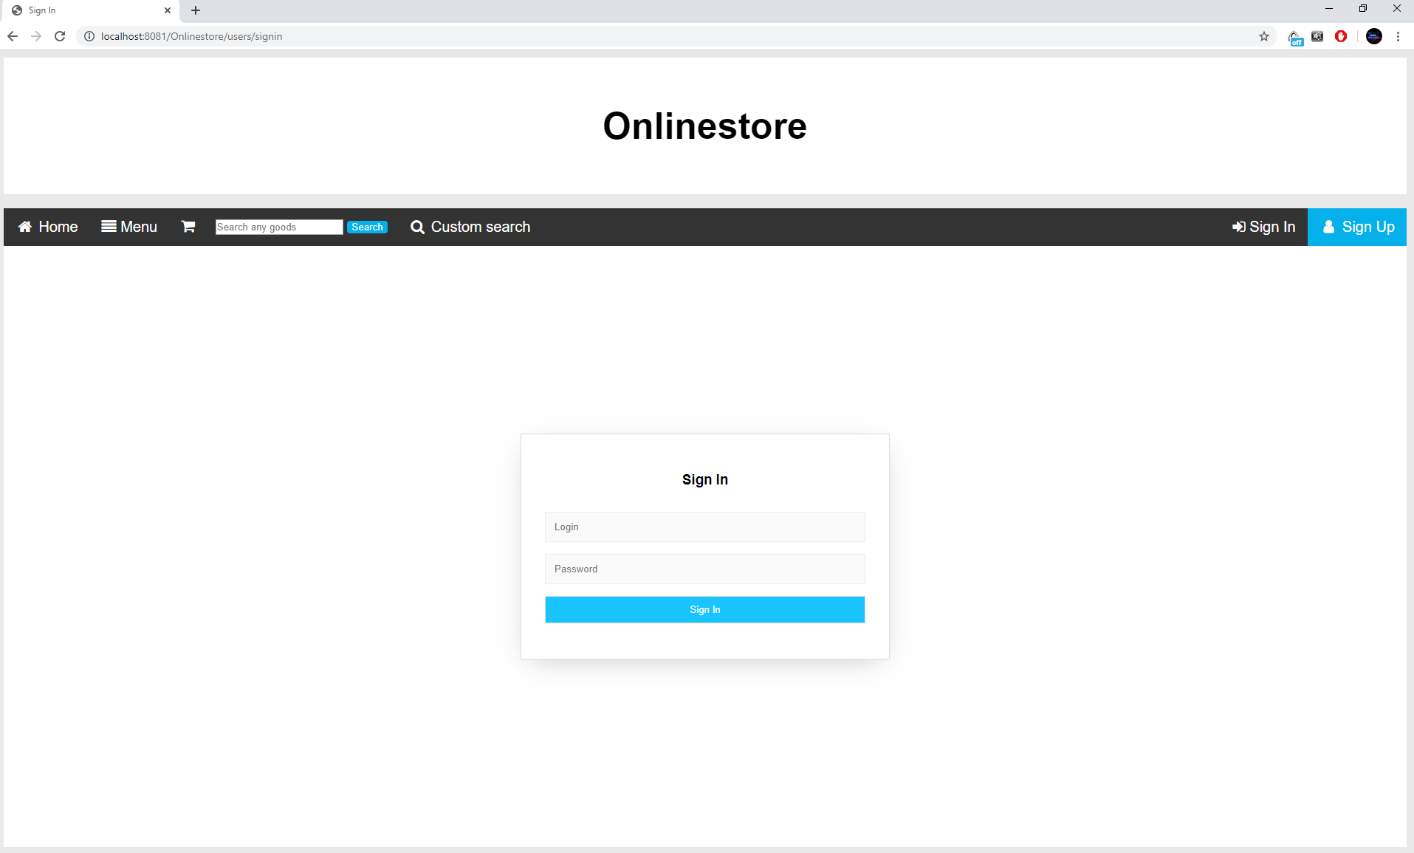 Sign In
localhost:8081/Onlinestore/users/signin
off
Onlinestore
Home Menu Search any goods Search Custom search Sign In Sign Up
Sign In
Login
Password
Sign In